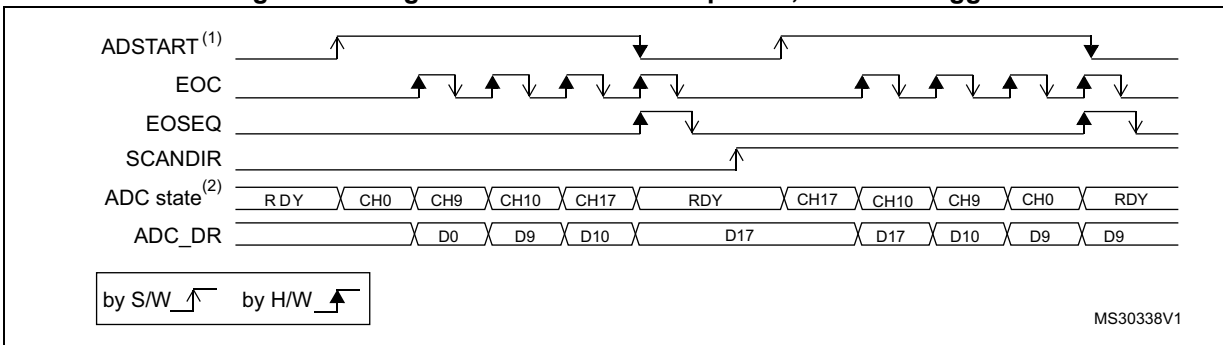 ADSTART(1)
EOC
EOSEQ
SCANDIR
ADC state(2) RDY CH0 CH9 CH10 CH17 RDY CH17 CH10 CH9 CH0 RDY
ADC_DR D0 D9 D10 D17 D17 D10 D9 D9
by S/W by H/W
MS30338V1